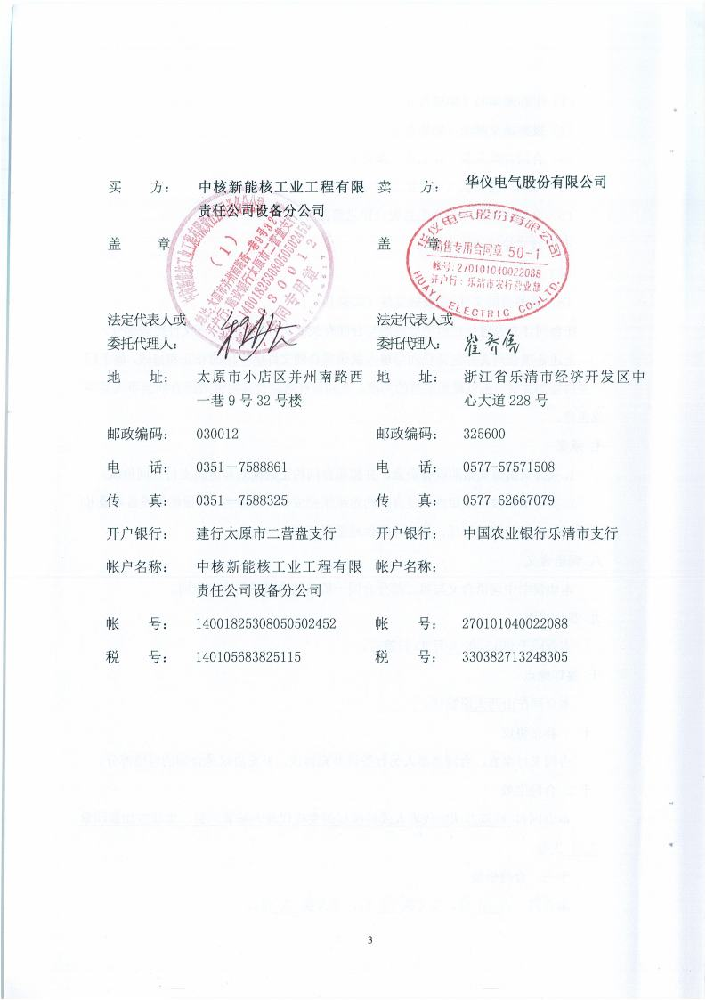 买 方： 中核新能核工业工程有限
责任公司设备分公司
盖 章
法定代表人或
委托代理人：
地 址： 太原市小店区并州南路西
一巷 9 号 32 号楼
邮政编码： 030012
电 话： 0351－7588861
传 真： 0351－7588325
开户银行： 建行太原市二营盘支行
帐户名称： 中核新能核工业工程有限
责任公司设备分公司
帐 号： 14001825308050502452
税 号： 140105683825115
卖 方： 华仪电气股份有限公司
盖 章
华仪电气股份有限公司
销售专用合同章 50-1
帐号：270101040022088
开户行：乐清市农行营业部
HUAYI ELECTRIC CO.,LTD.
法定代表人或
委托代理人：
地 址： 浙江省乐清市经济开发区中
心大道 228 号
邮政编码： 325600
电 话： 0577-57571508
传 真： 0577-62667079
开户银行： 中国农业银行乐清市支行
帐户名称：
帐 号： 270101040022088
税 号： 330382713248305
3